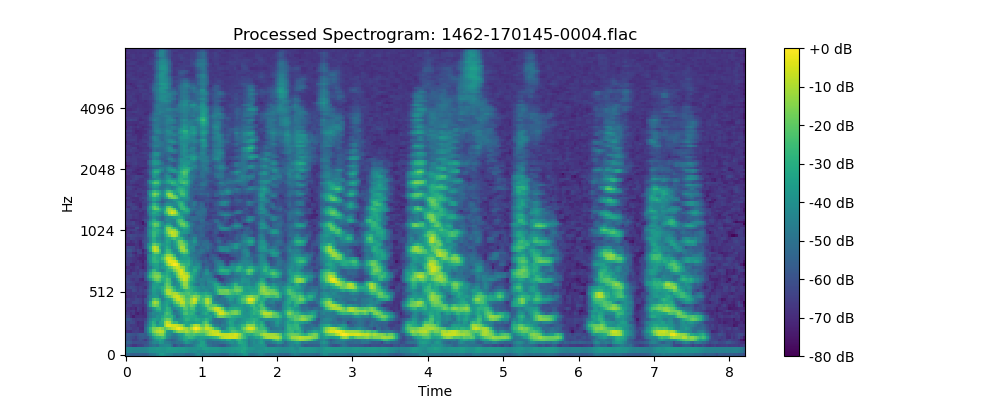 Processed Spectrogram: 1462-170145-0004.flac
Hz
4096
2048
1024
512
0
0 1 2 3 4 5 6 7 8
Time
+0 dB
-10 dB
-20 dB
-30 dB
-40 dB
-50 dB
-60 dB
-70 dB
-80 dB